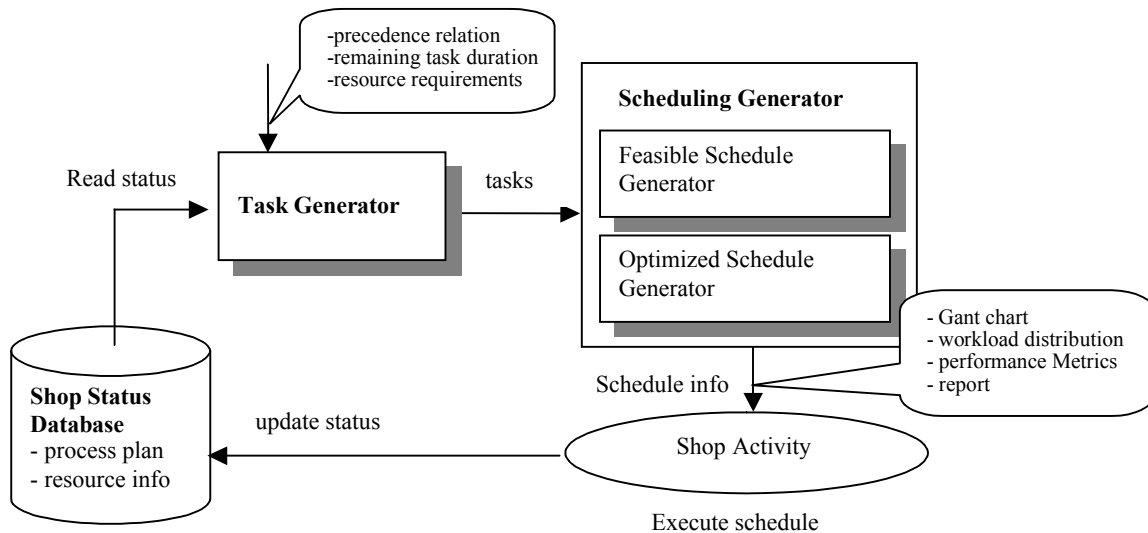 -precedence relation
-remaining task duration
-resource requirements
Scheduling Generator
Feasible Schedule
Generator
Read status
Task Generator
tasks
Optimized Schedule
Generator
- Gant chart
- workload distribution
- performance Metrics
- report
Schedule info
Shop Status
Database
- process plan
- resource info
update status
Shop Activity
Execute schedule